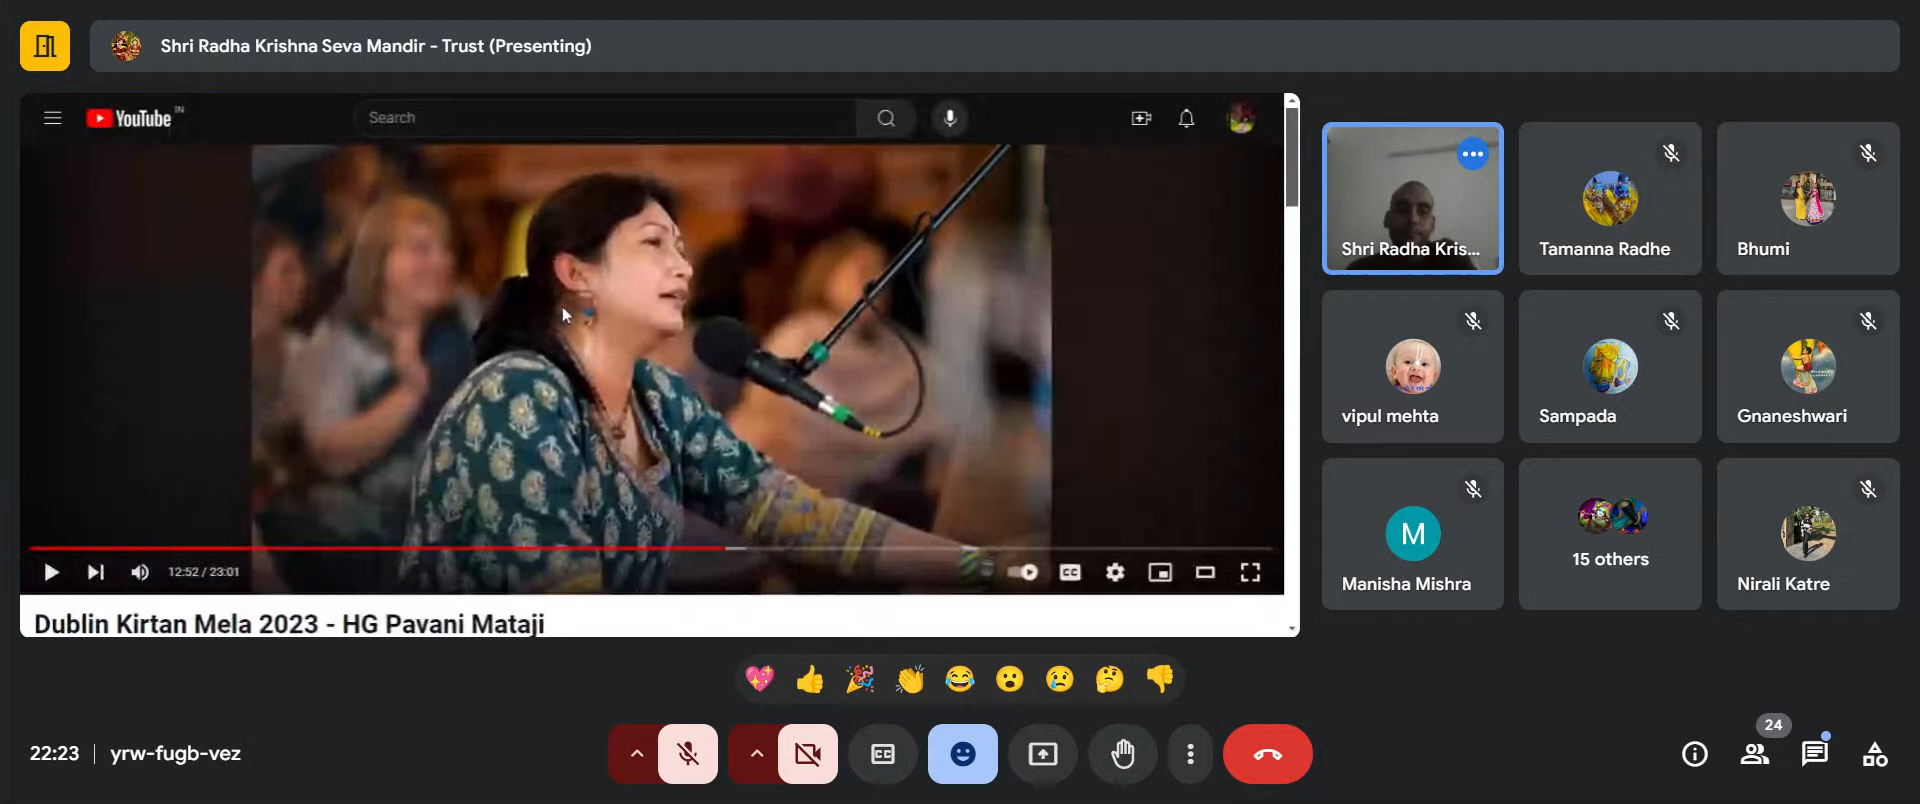 Shri Radha Krishna Seva Mandir - Trust (Presenting)
YouTube IN
Search
12:52 / 23:01
CC
Dublin Kirtan Mela 2023 - HG Pavani Mataji
Shri Radha Kris...
Tamanna Radhe
Bhumi
vipul mehta
Sampada
Gnaneshwari
M
Manisha Mishra
15 others
Nirali Katre
22:23 | yrw-fugb-vez
CC
24